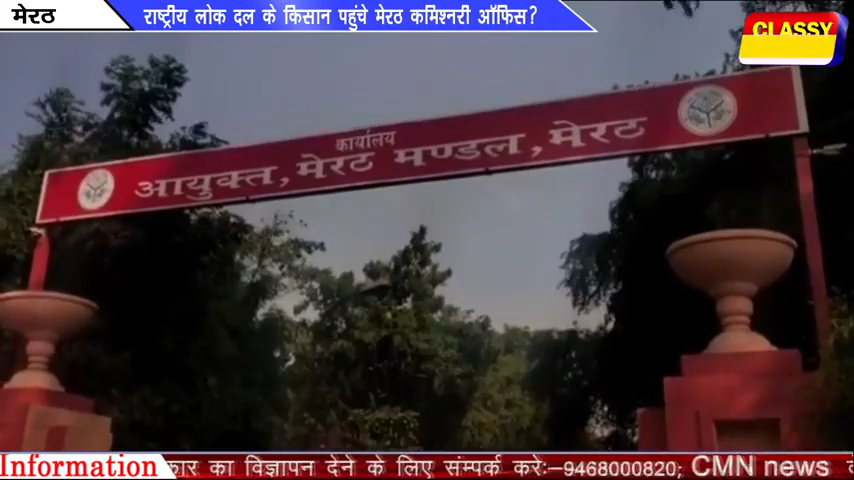 मेरठ
राष्ट्रीय लोक दल के किसान पहुंचे मेरठ कमिश्नरी ऑफिस?
CLASSY
कार्यालय
आयुक्त, मेरठ मण्डल, मेरठ
Information
कार का विज्ञापन देने के लिए संम्पर्क करेः-9468000820; CMN news